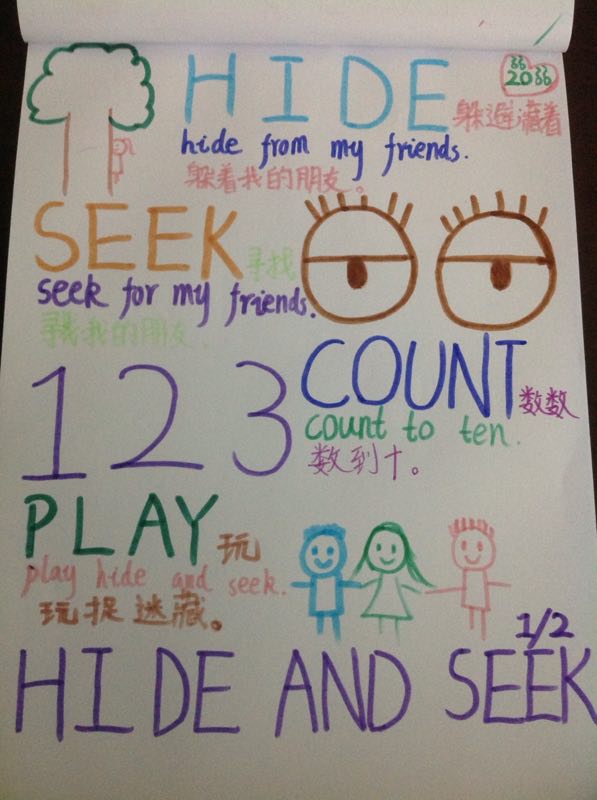 HIDE
躲避藏着
20
hide from my friends.
躲着我的朋友。
SEEK 寻找
seek for my friends.
寻找我的朋友.
1 2 3
COUNT 数数
count to ten.
数到十。
PLAY 玩
play hide and seek.
玩捉迷藏。
1/2
HIDE AND SEEK